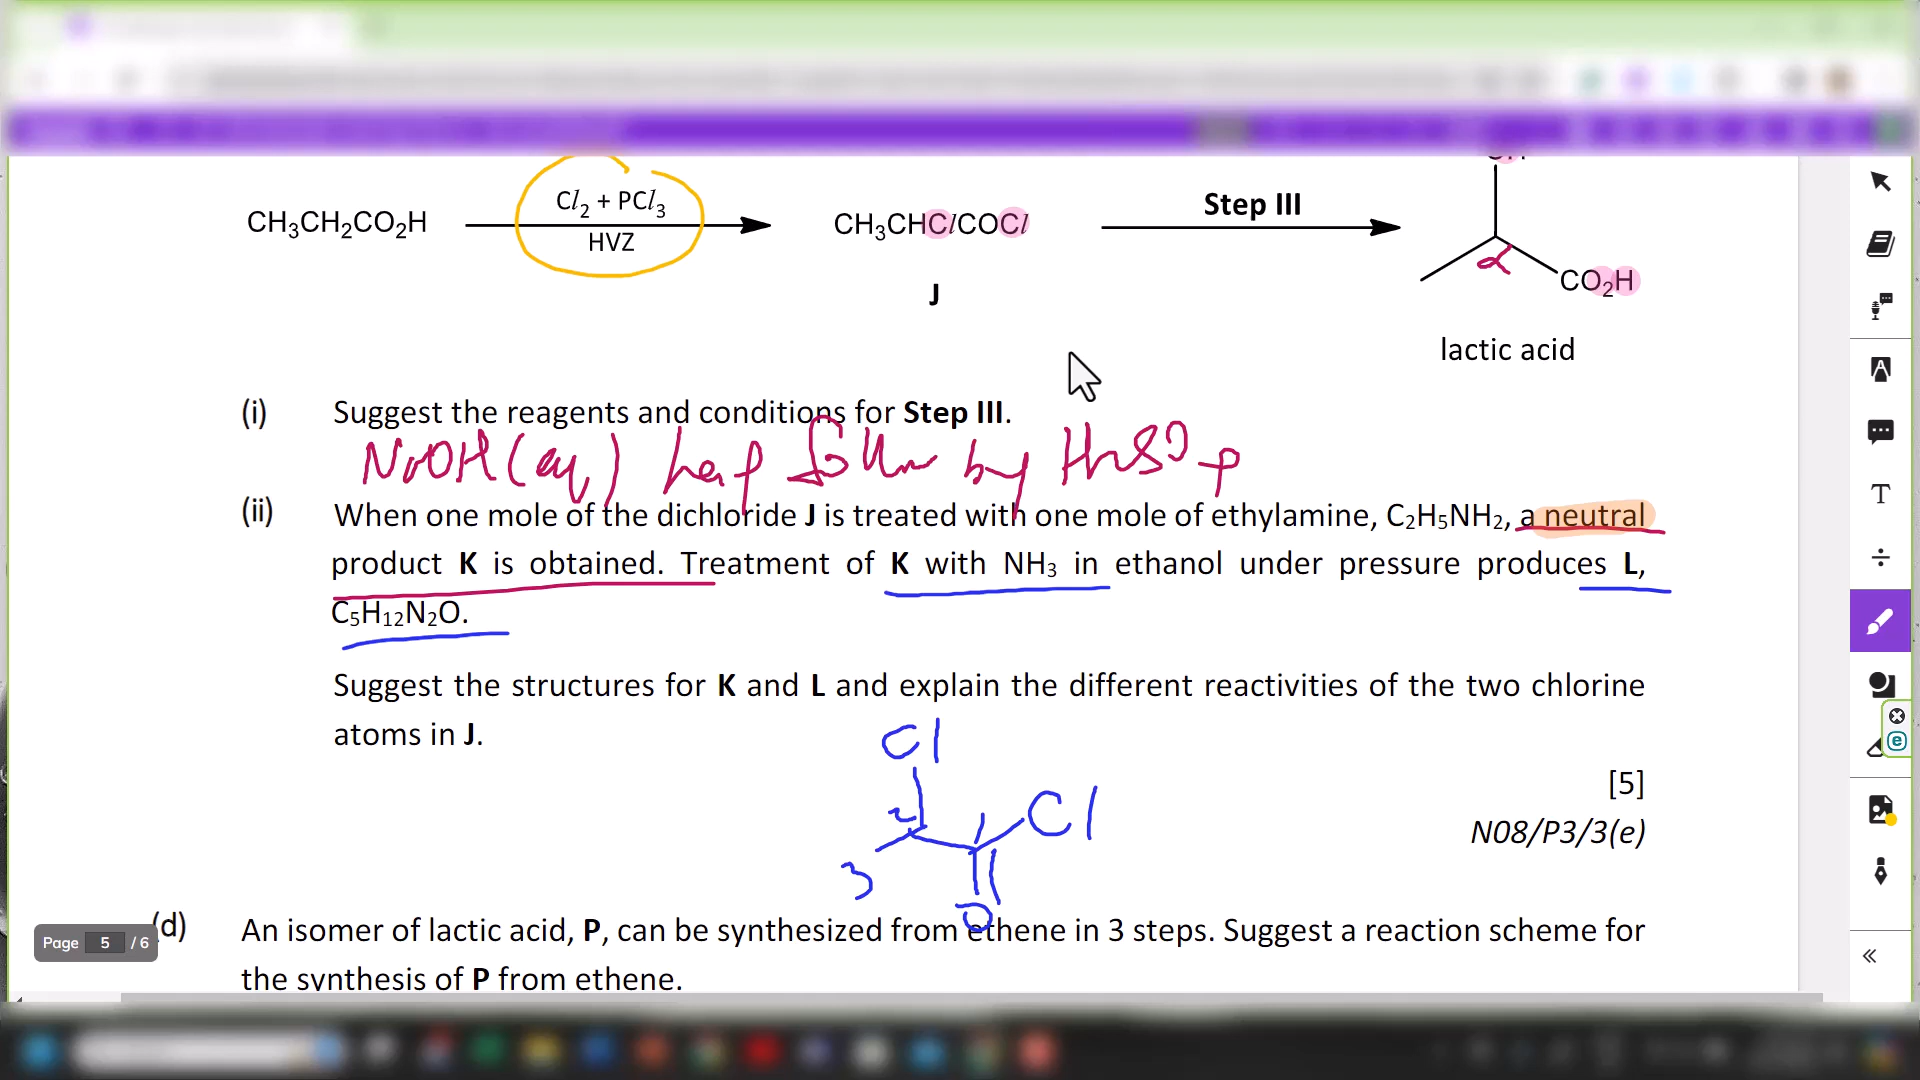 Cl₂ + PCl₃
CH₃CH₂CO₂H
HVZ
CH₃CHClCOCl
J
Step III
α
CO₂H
lactic acid
(i) Suggest the reagents and conditions for Step III.
NaOH(aq) heat follow by H₂SO₄
(ii) When one mole of the dichloride J is treated with one mole of ethylamine, C₂H₅NH₂, a neutral
product K is obtained. Treatment of K with NH₃ in ethanol under pressure produces L,
C₅H₁₂N₂O.
Suggest the structures for K and L and explain the different reactivities of the two chlorine
atoms in J.
Cl
2 1 Cl
3
O
[5]
N08/P3/3(e)
(d) An isomer of lactic acid, P, can be synthesized from ethene in 3 steps. Suggest a reaction scheme for
the synthesis of P from ethene.
Page 5 / 6